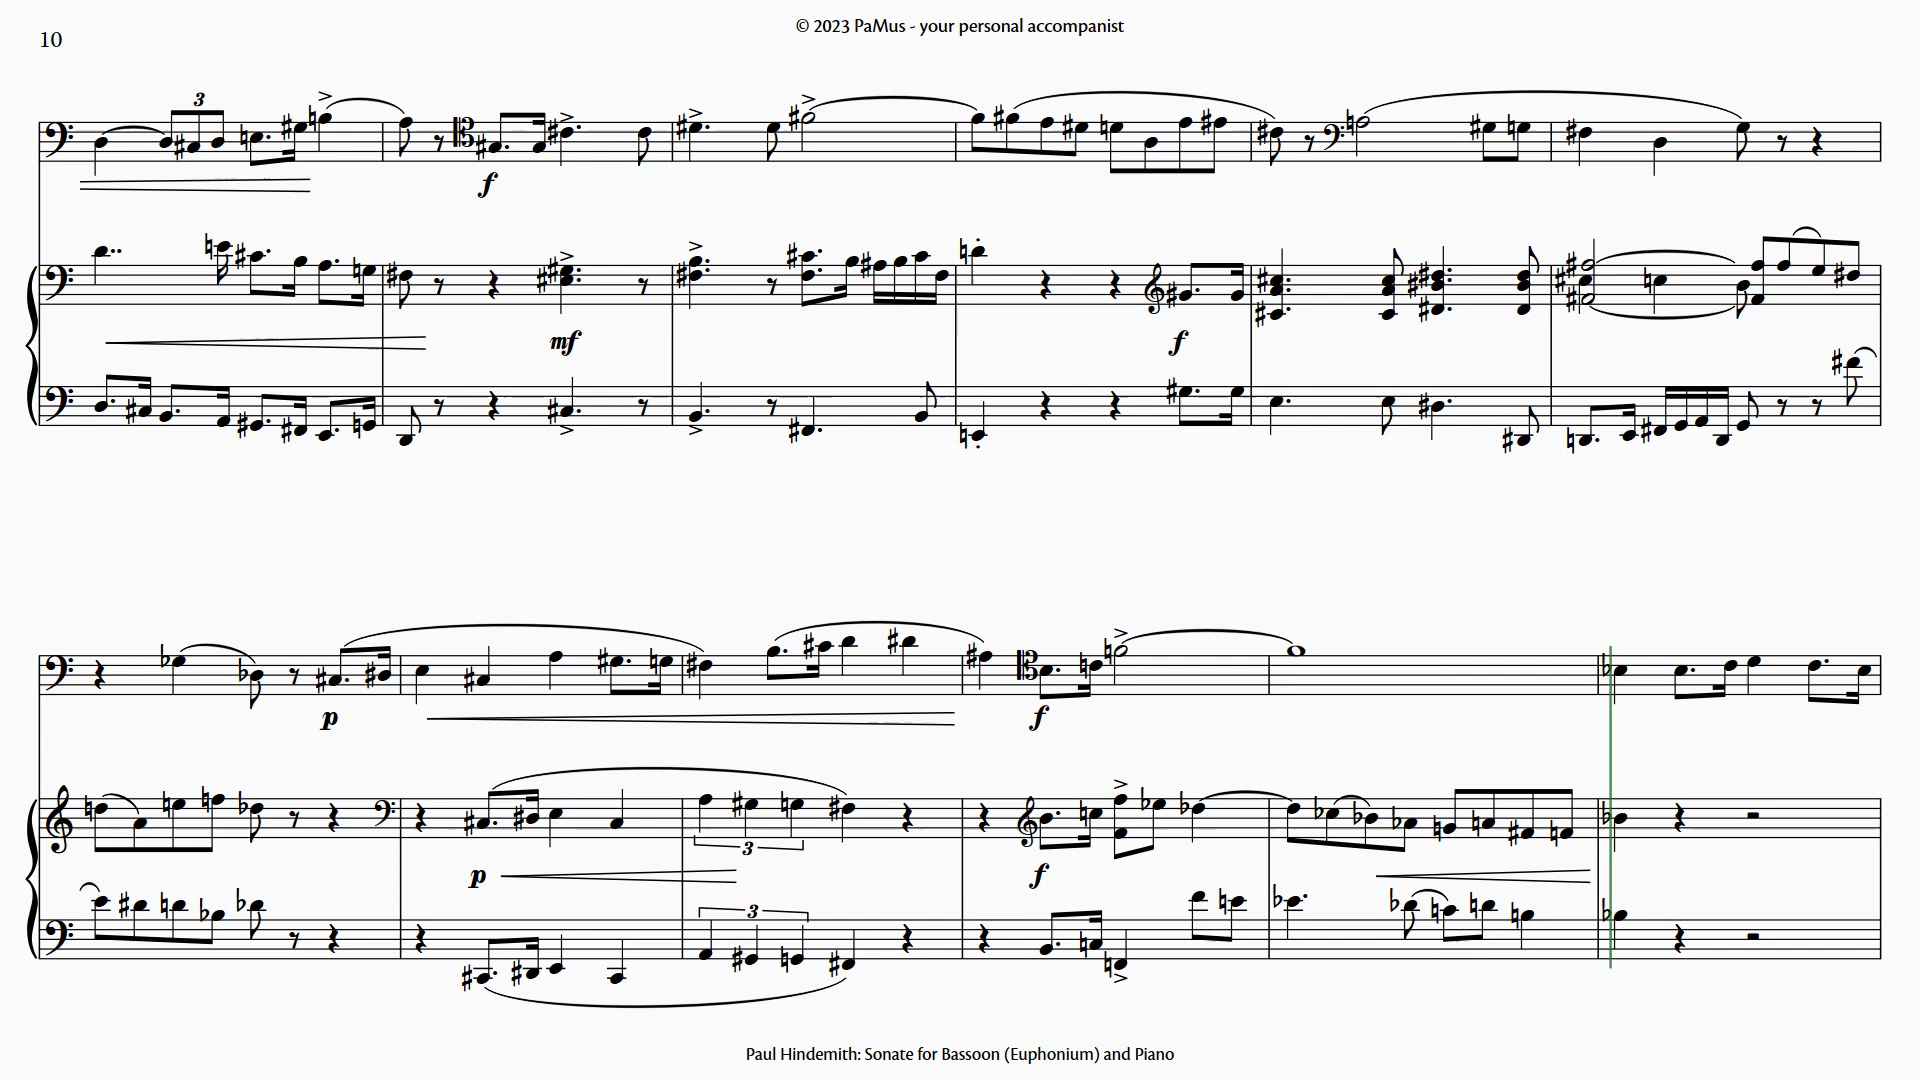 © 2023 PaMus - your personal accompanist
10
3
f
mf
f
p
p
3
3
f
f
Paul Hindemith: Sonate for Bassoon (Euphonium) and Piano